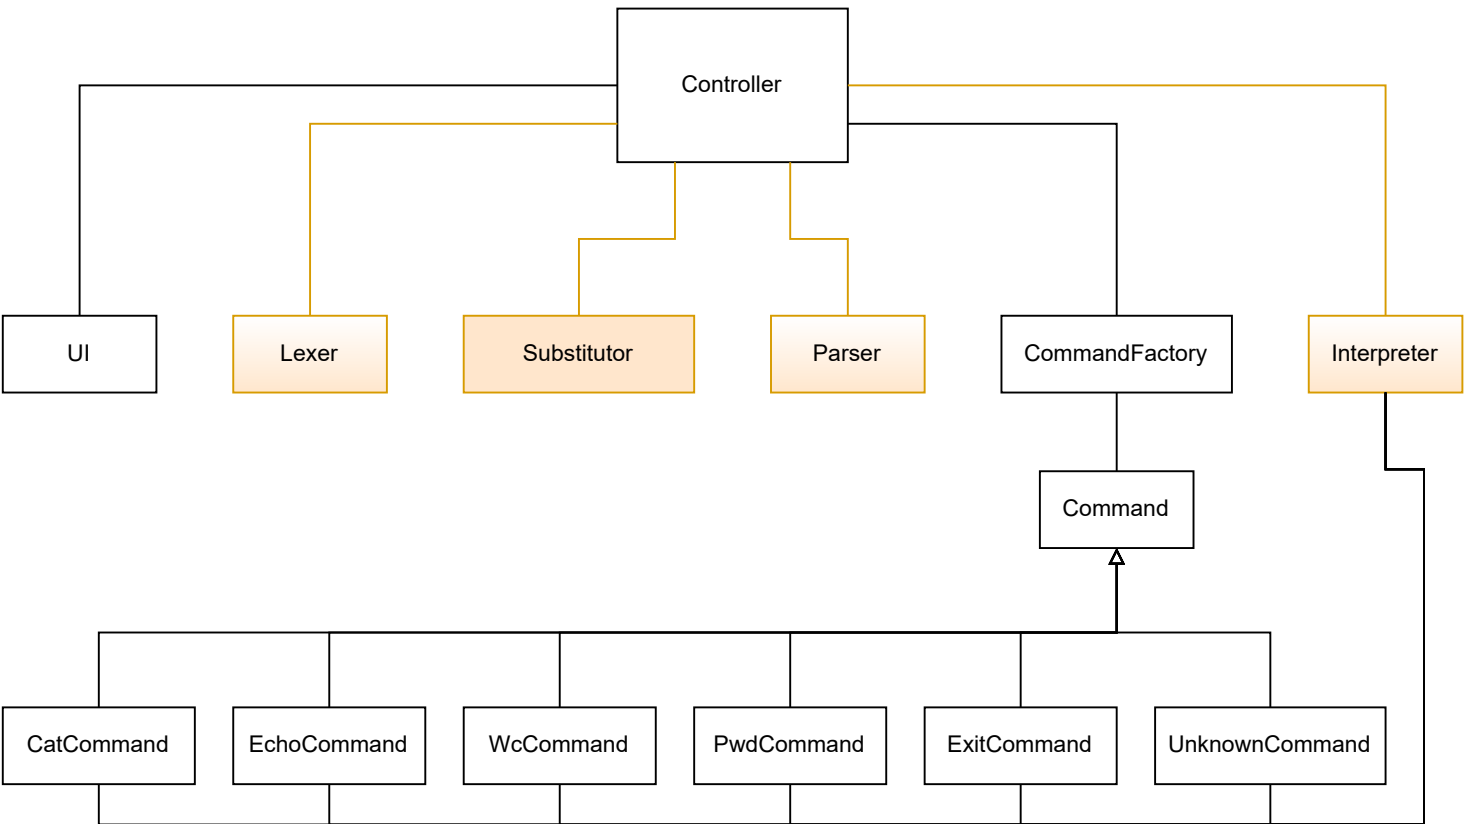 Controller
UI
Lexer
Substitutor
Parser
CommandFactory
Interpreter
Command
CatCommand
EchoCommand
WcCommand
PwdCommand
ExitCommand
UnknownCommand